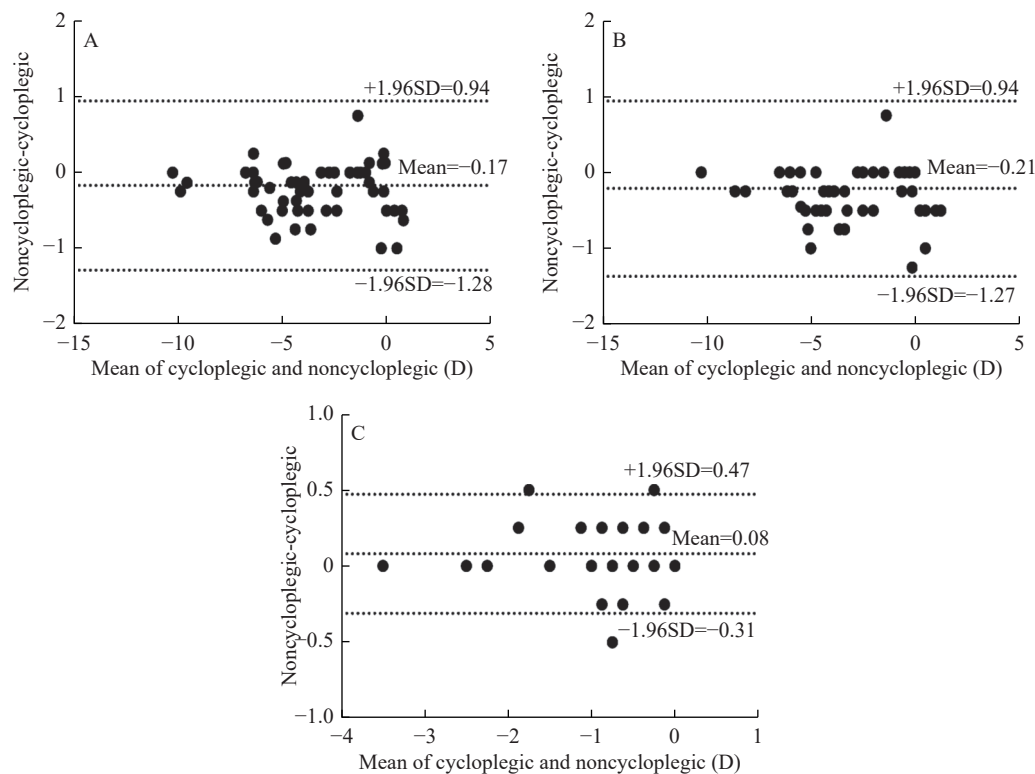 A
Noncycloplegic-cycloplegic
2
1
0
−1
−2
+1.96SD=0.94
Mean=−0.17
−1.96SD=−1.28
−15
−10
−5
0
5
Mean of cycloplegic and noncycloplegic (D)
B
Noncycloplegic-cycloplegic
2
1
0
−1
−2
+1.96SD=0.94
Mean=−0.21
−1.96SD=−1.27
−15
−10
−5
0
5
Mean of cycloplegic and noncycloplegic (D)
C
Noncycloplegic-cycloplegic
1.0
0.5
0
−0.5
−1.0
+1.96SD=0.47
Mean=0.08
−1.96SD=−0.31
−4
−3
−2
−1
0
1
Mean of cycloplegic and noncycloplegic (D)